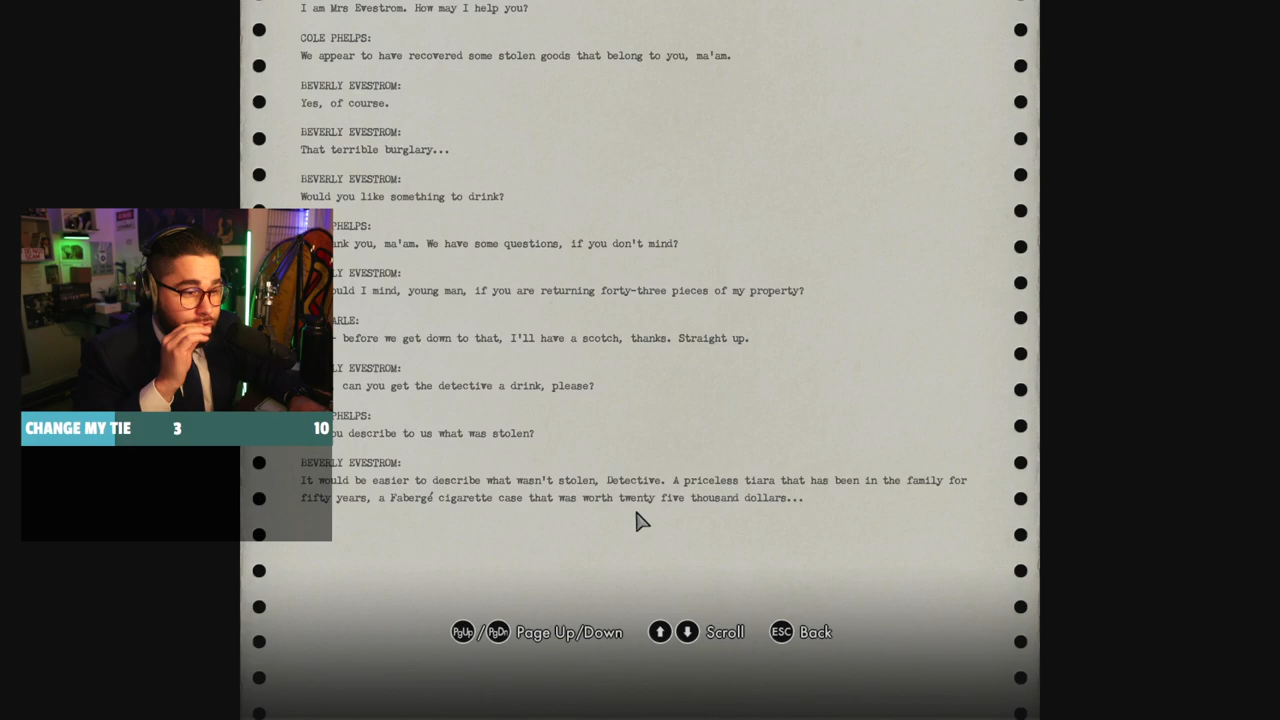 I am Mrs Evestrom. How may I help you?
COLE PHELPS:
We appear to have recovered some stolen goods that belong to you, ma'am.
BEVERLY EVESTROM:
Yes, of course.
BEVERLY EVESTROM:
That terrible burglary...
BEVERLY EVESTROM:
Would you like something to drink?
PHELPS:
you, ma'am. We have some questions, if you don't mind?
EVESTROM:
I mind, young man, if you are returning forty-three pieces of my property?
before we get down to that, I'll have a scotch, thanks. Straight up.
EVESTROM:
can you get the detective a drink, please?
PHELPS:
describe to us what was stolen?
BEVERLY EVESTROM:
It would be easier to describe what wasn't stolen, Detective. A priceless tiara that has been in the family for
fifty years, a Fabergé cigarette case that was worth twenty five thousand dollars...
CHANGE MY TIE 3 10
PgUp / PgDn Page Up/Down Scroll ESC Back